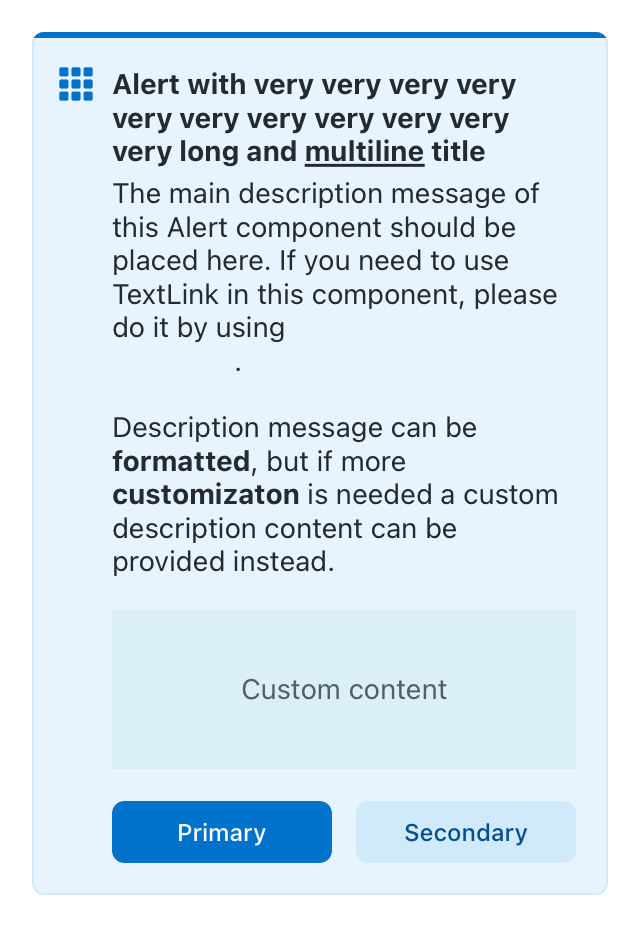 Alert with very very very very
very very very very very very
very long and multiline title
The main description message of
this Alert component should be
placed here. If you need to use
TextLink in this component, please
do it by using
.
Description message can be
formatted, but if more
customizaton is needed a custom
description content can be
provided instead.
Custom content
Primary
Secondary